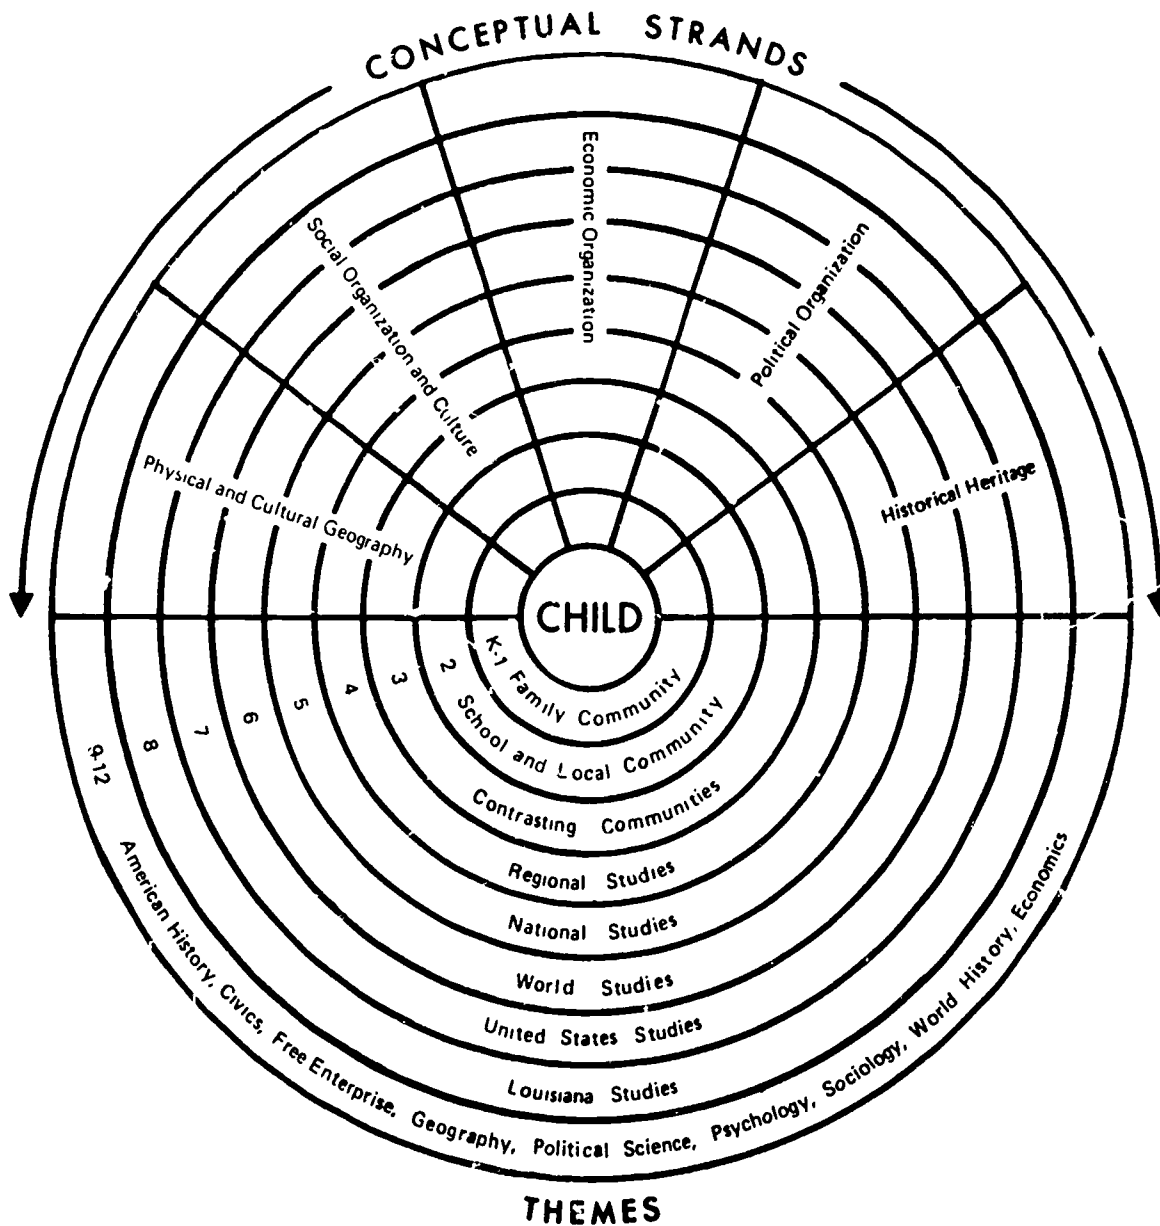 CONCEPTUAL STRANDS
Physical and Cultural Geography
Social Organization and Culture
Economic Organization
Political Organization
Historical Heritage
CHILD
K-1 Family Community
2 School and Local Community
3 Contrasting Communities
4 Regional Studies
5 National Studies
6 World Studies
7 United States Studies
8 Louisiana Studies
9-12 American History, Civics, Free Enterprise, Geography, Political Science, Psychology, Sociology, World History, Economics
THEMES